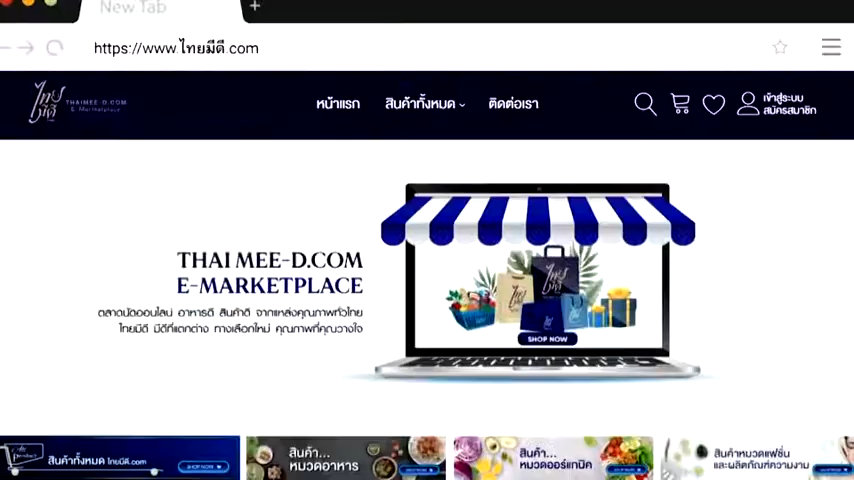 New Tab
https://www.ไทยมีดี.com
ไทย
มีดี
THAIMEE-D.COM
E-Marketplace
หน้าแรก
สินค้าทั้งหมด
ติดต่อเรา
เข้าสู่ระบบ
สมัครสมาชิก
THAI MEE-D.COM
E-MARKETPLACE
ตลาดนัดออนไลน์ อาหารดี สินค้าดี จากแหล่งคุณภาพทั่วไทย
ไทยมีดี มีดีที่แตกต่าง ทางเลือกใหม่ คุณภาพที่คุณวางใจ
SHOP NOW
สินค้าทั้งหมด ไทยมีดี.com
SHOP NOW
สินค้า...
หมวดอาหาร
สินค้า...
หมวดออร์แกนิค
สินค้าหมวดแฟชั่น
และผลิตภัณฑ์ความงาม